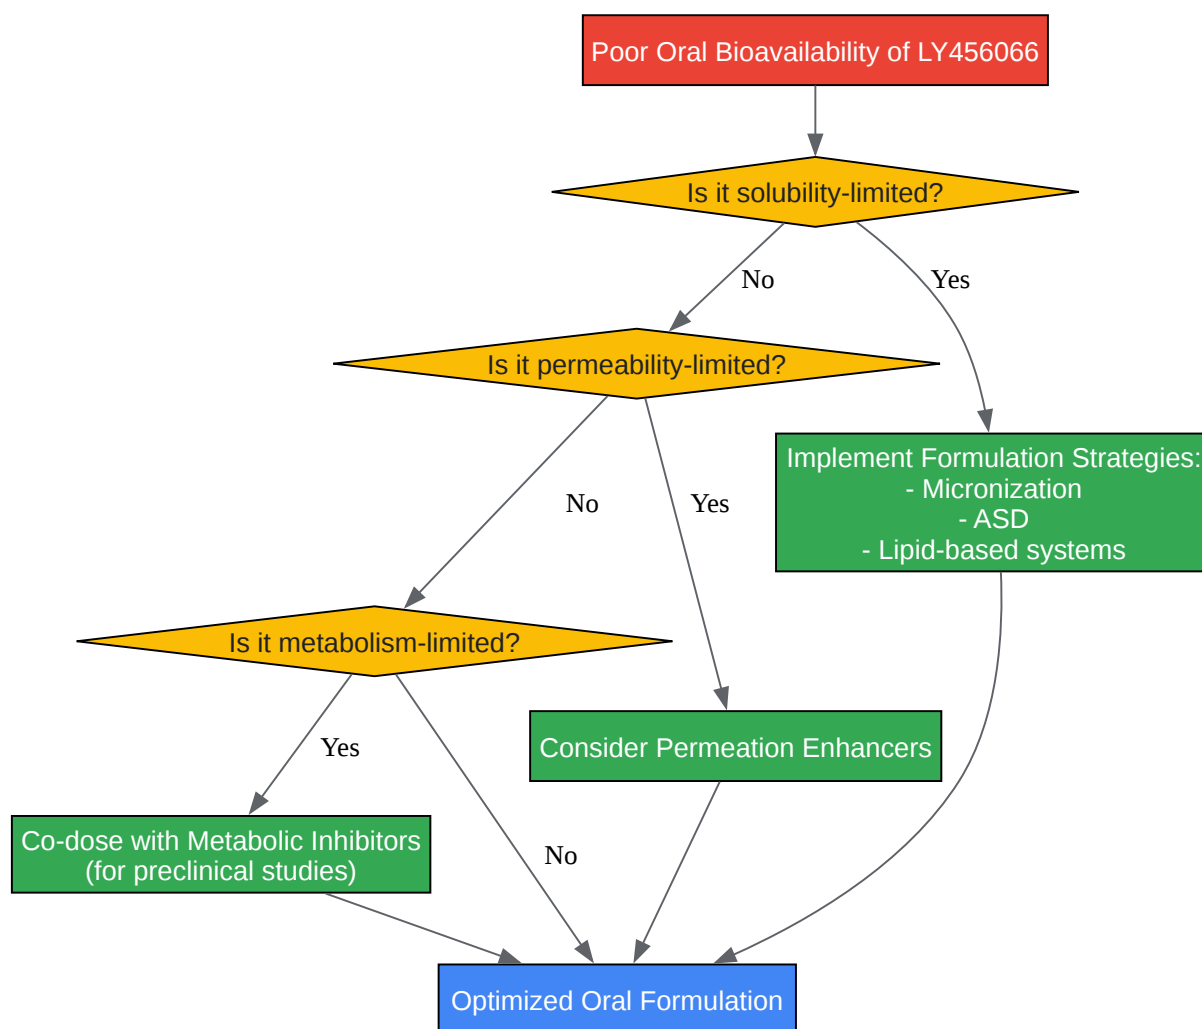 Poor Oral Bioavailability of LY456066
Is it solubility-limited?
No
Yes
Is it permeability-limited?
Implement Formulation Strategies:
- Micronization
- ASD
- Lipid-based systems
No
Yes
Is it metabolism-limited?
Yes
Consider Permeation Enhancers
Co-dose with Metabolic Inhibitors
(for preclinical studies)
No
Optimized Oral Formulation